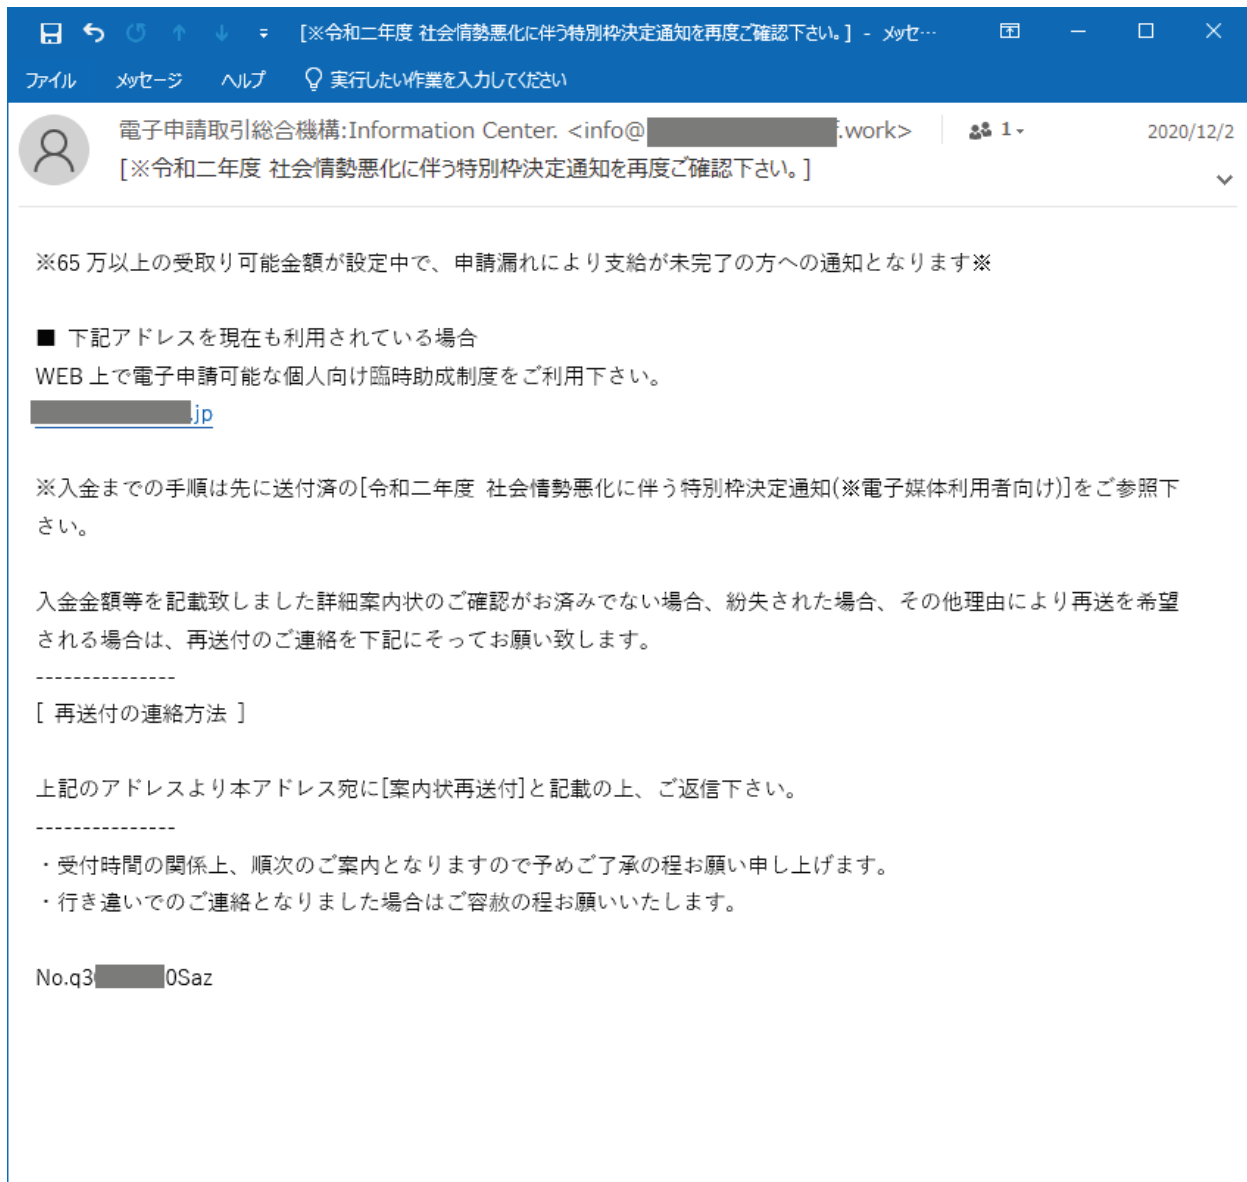 [※令和二年度 社会情勢悪化に伴う特別枠決定通知を再度ご確認下さい。] - メッセ…
ファイル メッセージ ヘルプ 実行したい作業を入力してください
電子申請取引総合機構:Information Center. <info@ .work> 1 2020/12/2
[※令和二年度 社会情勢悪化に伴う特別枠決定通知を再度ご確認下さい。]
※65 万以上の受取り可能金額が設定中で、申請漏れにより支給が未完了の方への通知となります※
■ 下記アドレスを現在も利用されている場合
WEB 上で電子申請可能な個人向け臨時助成制度をご利用下さい。
.jp
※入金までの手順は先に送付済の[令和二年度 社会情勢悪化に伴う特別枠決定通知(※電子媒体利用者向け)]をご参照下
さい。
入金金額等を記載致しました詳細案内状のご確認がお済みでない場合、紛失された場合、その他理由により再送を希望
される場合は、再送付のご連絡を下記にそってお願い致します。
---------------
[ 再送付の連絡方法 ]
上記のアドレスより本アドレス宛に[案内状再送付]と記載の上、ご返信下さい。
---------------
・受付時間の関係上、順次のご案内となりますので予めご了承の程お願い申し上げます。
・行き違いでのご連絡となりました場合はご容赦の程お願いいたします。
No.q3 0Saz